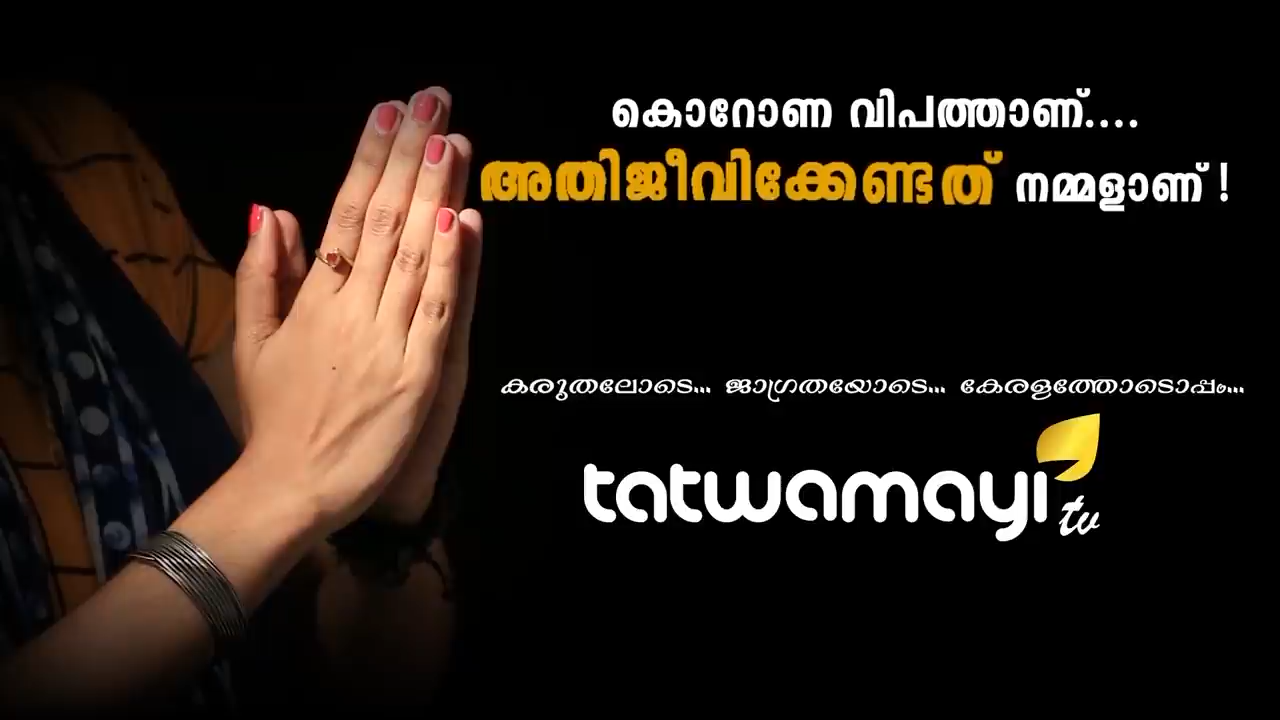 കൊറോണ വിപത്താണ്....
അതിജീവിക്കേണ്ടത് നമ്മളാണ് !
കരുതലോടെ... ജാഗ്രതയോടെ... കേരളത്തോടൊപ്പം...
tatwamayi tv